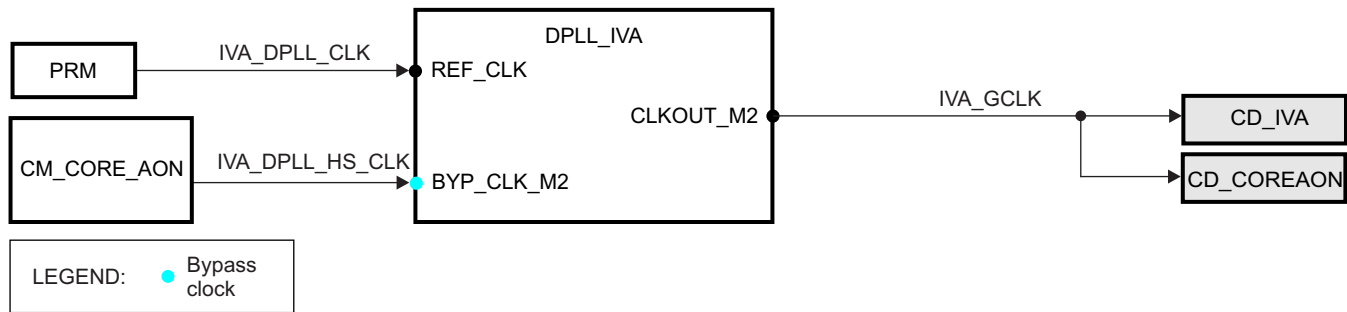 DPLL_IVA
IVA_DPLL_CLK
PRM
REF_CLK
IVA_GCLK
CLKOUT_M2
CD_IVA
CM_CORE_AON
IVA_DPLL_HS_CLK
BYP_CLK_M2
CD_COREAON
LEGEND:
Bypass
clock